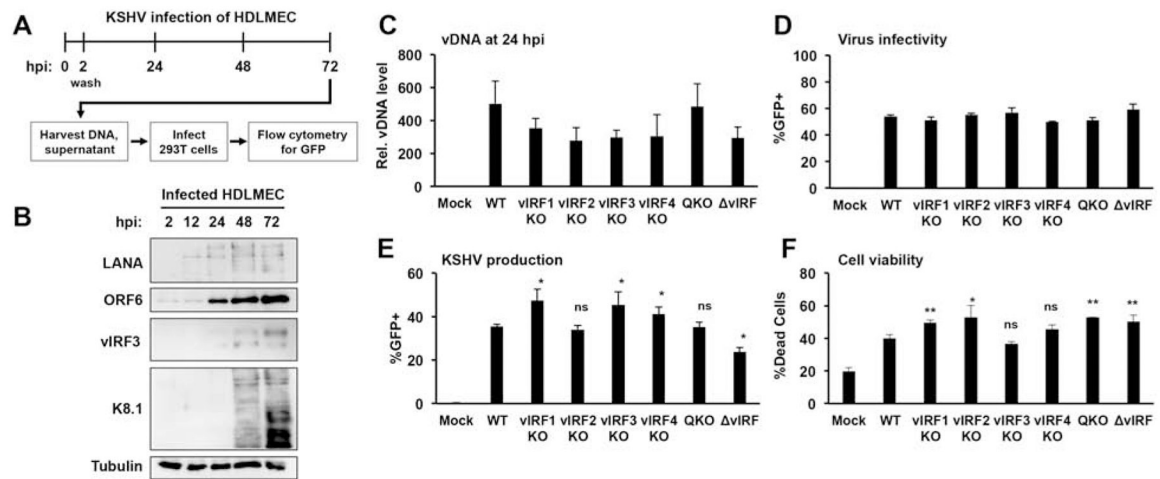 A
KSHV infection of HDLMEC
hpi: 0 2 24 48 72
wash
Harvest DNA,
supernatant
Infect
293T cells
Flow cytometry
for GFP
B
Infected HDLMEC
hpi: 2 12 24 48 72
LANA
ORF6
vIRF3
K8.1
Tubulin
C
vDNA at 24 hpi
Rel. vDNA level
800
600
400
200
0
Mock WT vIRF1 vIRF2 vIRF3 vIRF4 QKO ΔvIRF
KO KO KO KO
D
Virus infectivity
%GFP+
100
80
60
40
20
0
Mock WT vIRF1 vIRF2 vIRF3 vIRF4 QKO ΔvIRF
KO KO KO KO
E
KSHV production
%GFP+
60
40
20
0
* ns * * ns *
Mock WT vIRF1 vIRF2 vIRF3 vIRF4 QKO ΔvIRF
KO KO KO KO
F
Cell viability
%Dead Cells
80
60
40
20
0
** * ns ns ** **
Mock WT vIRF1 vIRF2 vIRF3 vIRF4 QKO ΔvIRF
KO KO KO KO